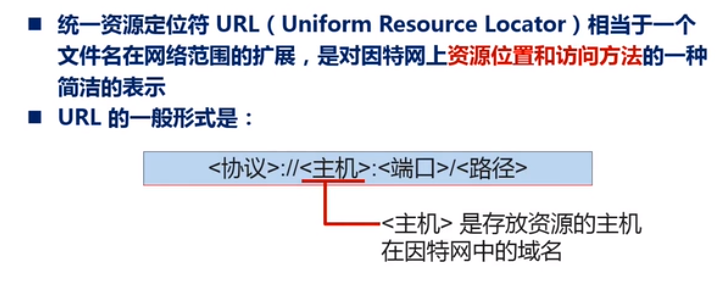 ■ 统一资源定位符 URL（Uniform Resource Locator）相当于一个
文件名在网络范围的扩展，是对因特网上资源位置和访问方法的一种
简洁的表示
■ URL 的一般形式是：
<协议>://<主机>:<端口>/<路径>
<主机> 是存放资源的主机
在因特网中的域名